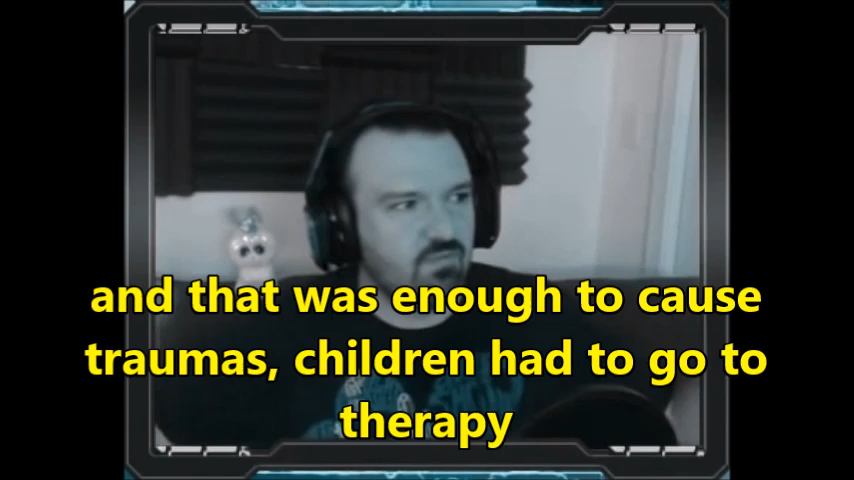 and that was enough to cause
traumas, children had to go to
therapy